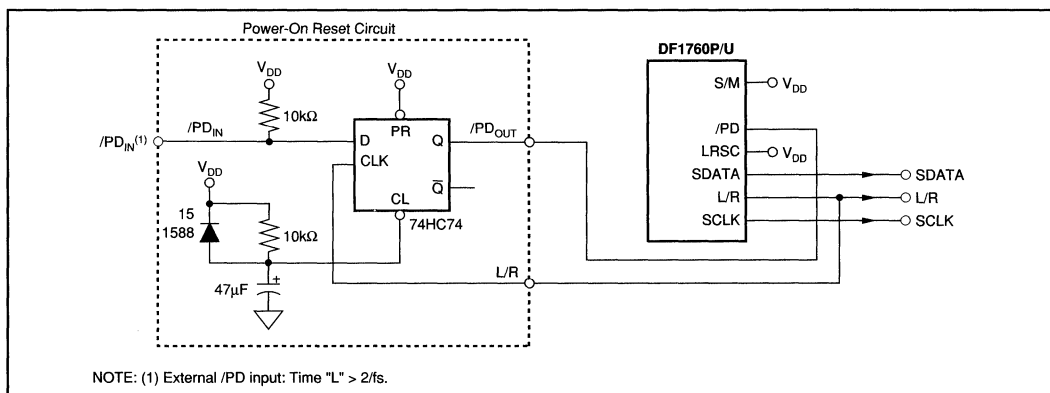 Power-On Reset Circuit
DF1760P/U
V_DD
V_DD
S/M
V_DD
10kΩ
/PD_IN(1)
/PD_IN
D
PR
Q
/PD_OUT
/PD
CLK
LRSC
V_DD
V_DD
SDATA
SDATA
Q̅
L/R
L/R
CL
15
1588
10kΩ
74HC74
SCLK
SCLK
L/R
47µF
+
NOTE: (1) External /PD input: Time "L" > 2/fs.